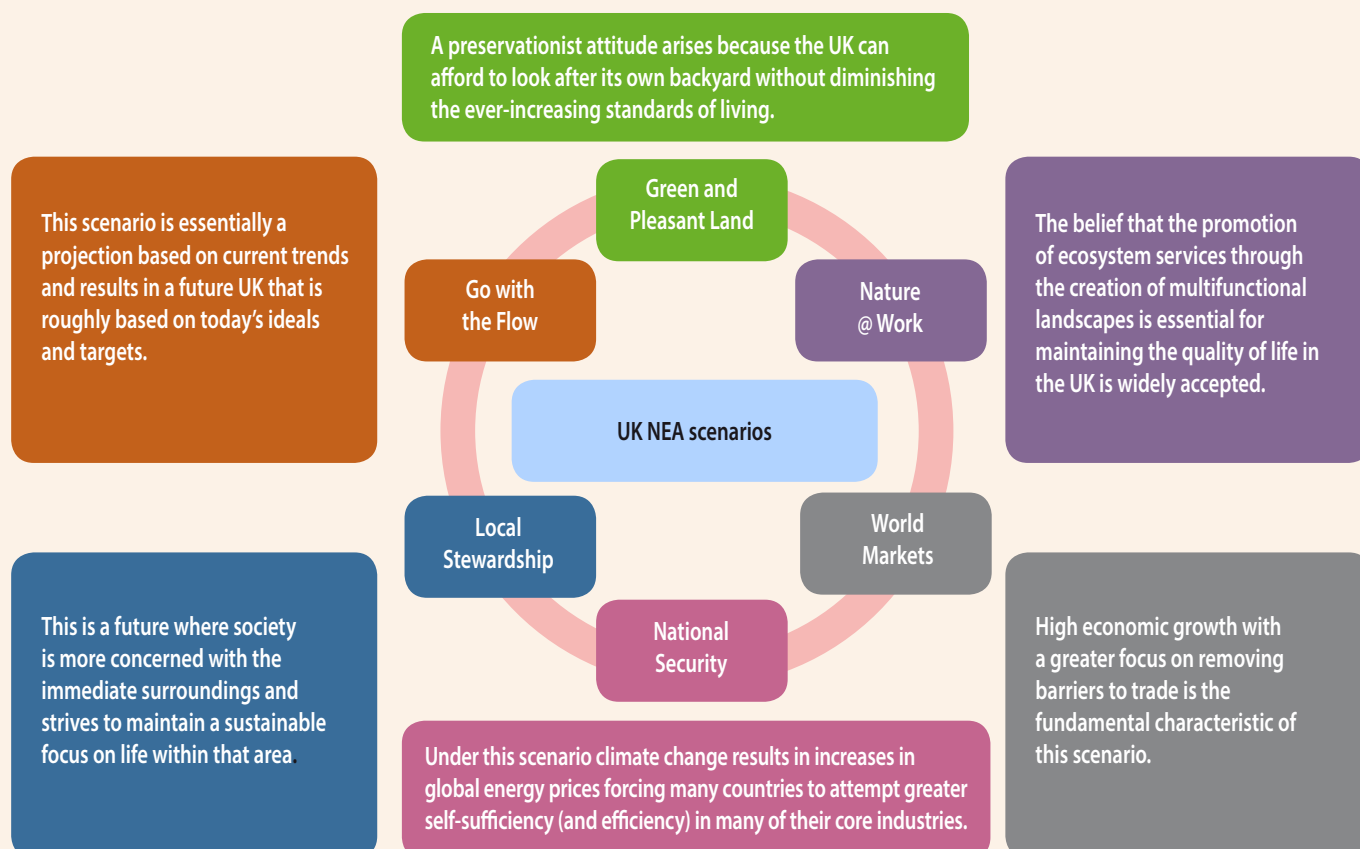 A preservationist attitude arises because the UK can
afford to look after its own backyard without diminishing
the ever-increasing standards of living.
This scenario is essentially a
projection based on current trends
and results in a future UK that is
roughly based on today's ideals
and targets.
Green and
Pleasant Land
Go with
the Flow
Nature
@ Work
The belief that the promotion
of ecosystem services through
the creation of multifunctional
landscapes is essential for
maintaining the quality of life in
the UK is widely accepted.
UK NEA scenarios
Local
Stewardship
World
Markets
National
Security
This is a future where society
is more concerned with the
immediate surroundings and
strives to maintain a sustainable
focus on life within that area.
Under this scenario climate change results in increases in
global energy prices forcing many countries to attempt greater
self-sufficiency (and efficiency) in many of their core industries.
High economic growth with
a greater focus on removing
barriers to trade is the
fundamental characteristic of
this scenario.